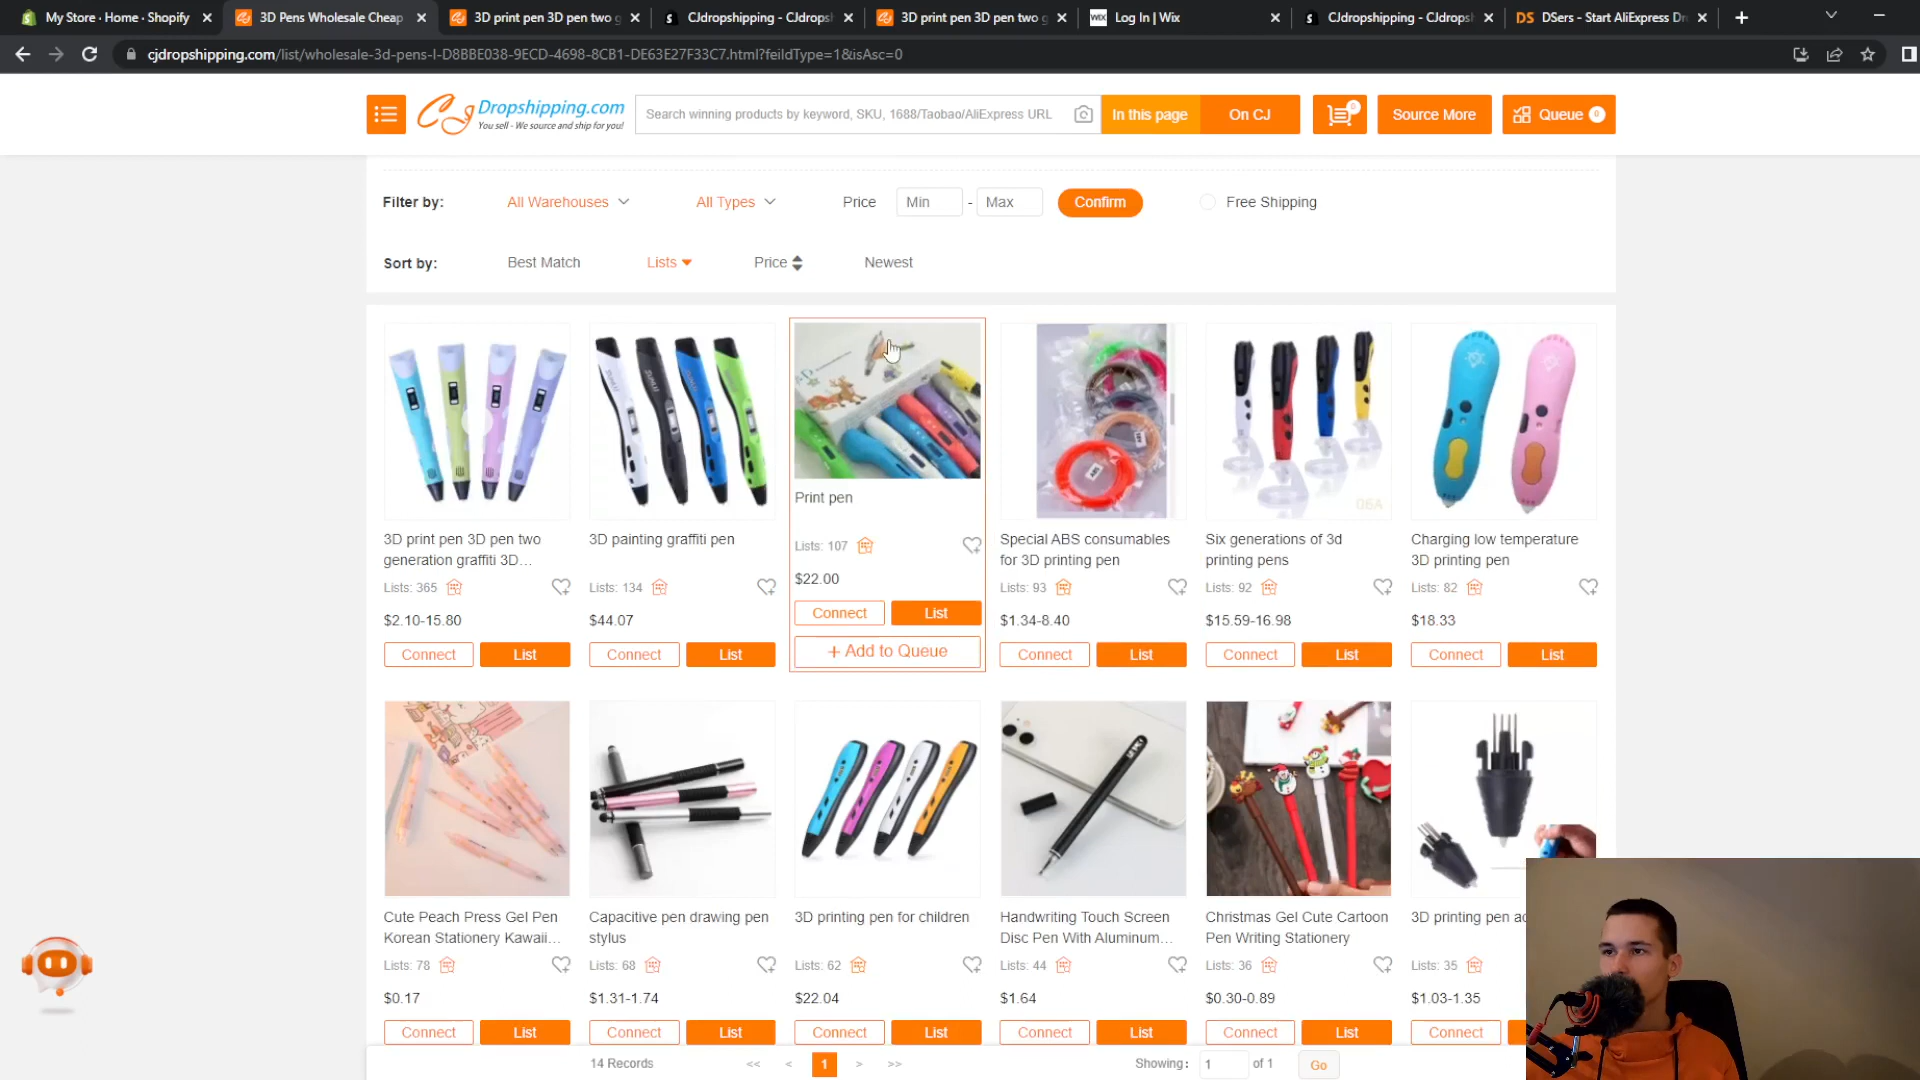 My Store · Home · Shopify
3D Pens Wholesale Cheap
3D print pen 3D pen two g
CJdropshipping - CJdrops
3D print pen 3D pen two g
WIX Log In | Wix
CJdropshipping - CJdrops
DS DSers - Start AliExpress Dr
cjdropshipping.com/list/wholesale-3d-pens-l-D8BBE038-9ECD-4698-8CB1-DE63E27F33C7.html?feildType=1&isAsc=0
CJ Dropshipping.com
You sell - We source and ship for you!
Search winning products by keyword, SKU, 1688/Taobao/AliExpress URL
In this page
On CJ
0
Source More
Queue 0
Filter by: All Warehouses All Types Price Min - Max Confirm Free Shipping
Sort by: Best Match Lists Price Newest
06A
3D print pen 3D pen two
generation graffiti 3D...
Lists: 365
$2.10-15.80
Connect List
3D painting graffiti pen
Lists: 134
$44.07
Connect List
Print pen
Lists: 107
$22.00
Connect List
+ Add to Queue
Special ABS consumables
for 3D printing pen
Lists: 93
$1.34-8.40
Connect List
Six generations of 3d
printing pens
Lists: 92
$15.59-16.98
Connect List
Charging low temperature
3D printing pen
Lists: 82
$18.33
Connect List
Cute Peach Press Gel Pen
Korean Stationery Kawaii...
Lists: 78
$0.17
Connect List
Capacitive pen drawing pen
stylus
Lists: 68
$1.31-1.74
Connect List
3D printing pen for children
Lists: 62
$22.04
Connect List
Handwriting Touch Screen
Disc Pen With Aluminum...
Lists: 44
$1.64
Connect List
Christmas Gel Cute Cartoon
Pen Writing Stationery
Lists: 36
$0.30-0.89
Connect List
3D printing pen ac
Lists: 35
$1.03-1.35
Connect
14 Records << < 1 > >> Showing: 1 of 1 Go